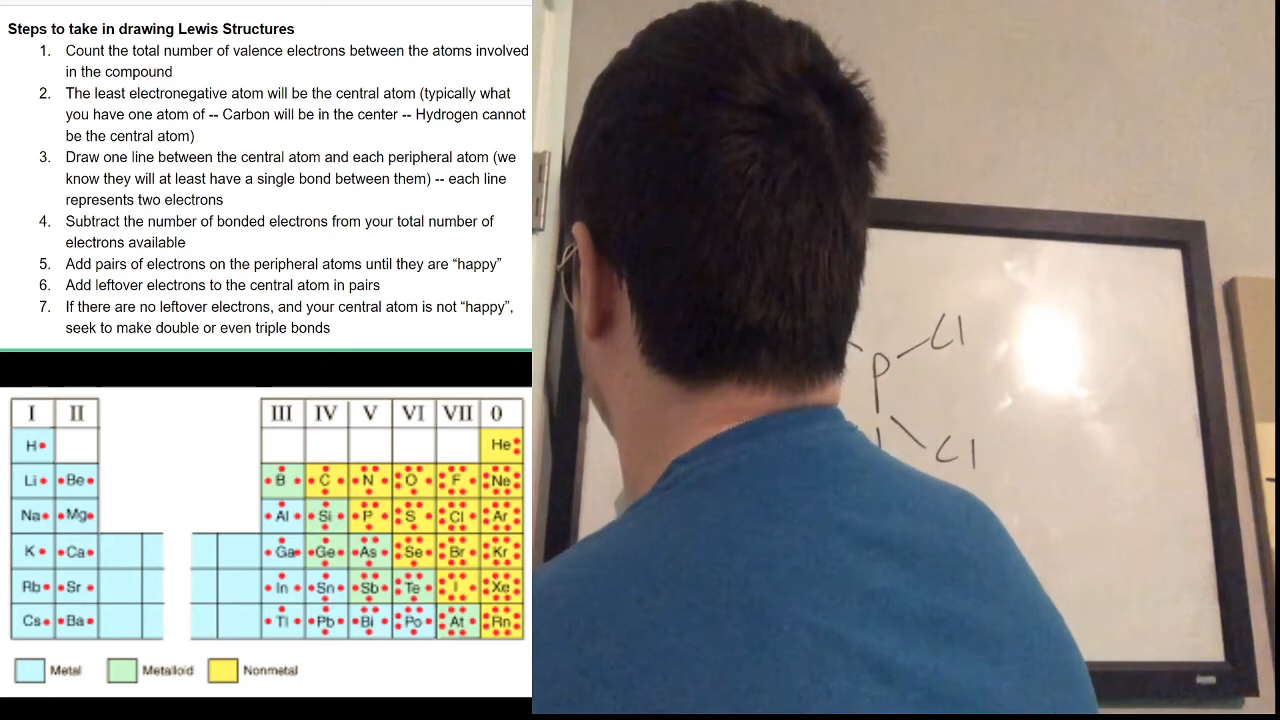 Steps to take in drawing Lewis Structures
1. Count the total number of valence electrons between the atoms involved
in the compound
2. The least electronegative atom will be the central atom (typically what
you have one atom of -- Carbon will be in the center -- Hydrogen cannot
be the central atom)
3. Draw one line between the central atom and each peripheral atom (we
know they will at least have a single bond between them) -- each line
represents two electrons
4. Subtract the number of bonded electrons from your total number of
electrons available
5. Add pairs of electrons on the peripheral atoms until they are “happy”
6. Add leftover electrons to the central atom in pairs
7. If there are no leftover electrons, and your central atom is not “happy”,
seek to make double or even triple bonds
I II III IV V VI VII 0
H He
Li Be B C N O F Ne
Na Mg Al Si P S Cl Ar
K Ca Ga Ge As Se Br Kr
Rb Sr In Sn Sb Te I Xe
Cs Ba Tl Pb Bi Po At Rn
Metal Metalloid Nonmetal
Cl
P
Cl